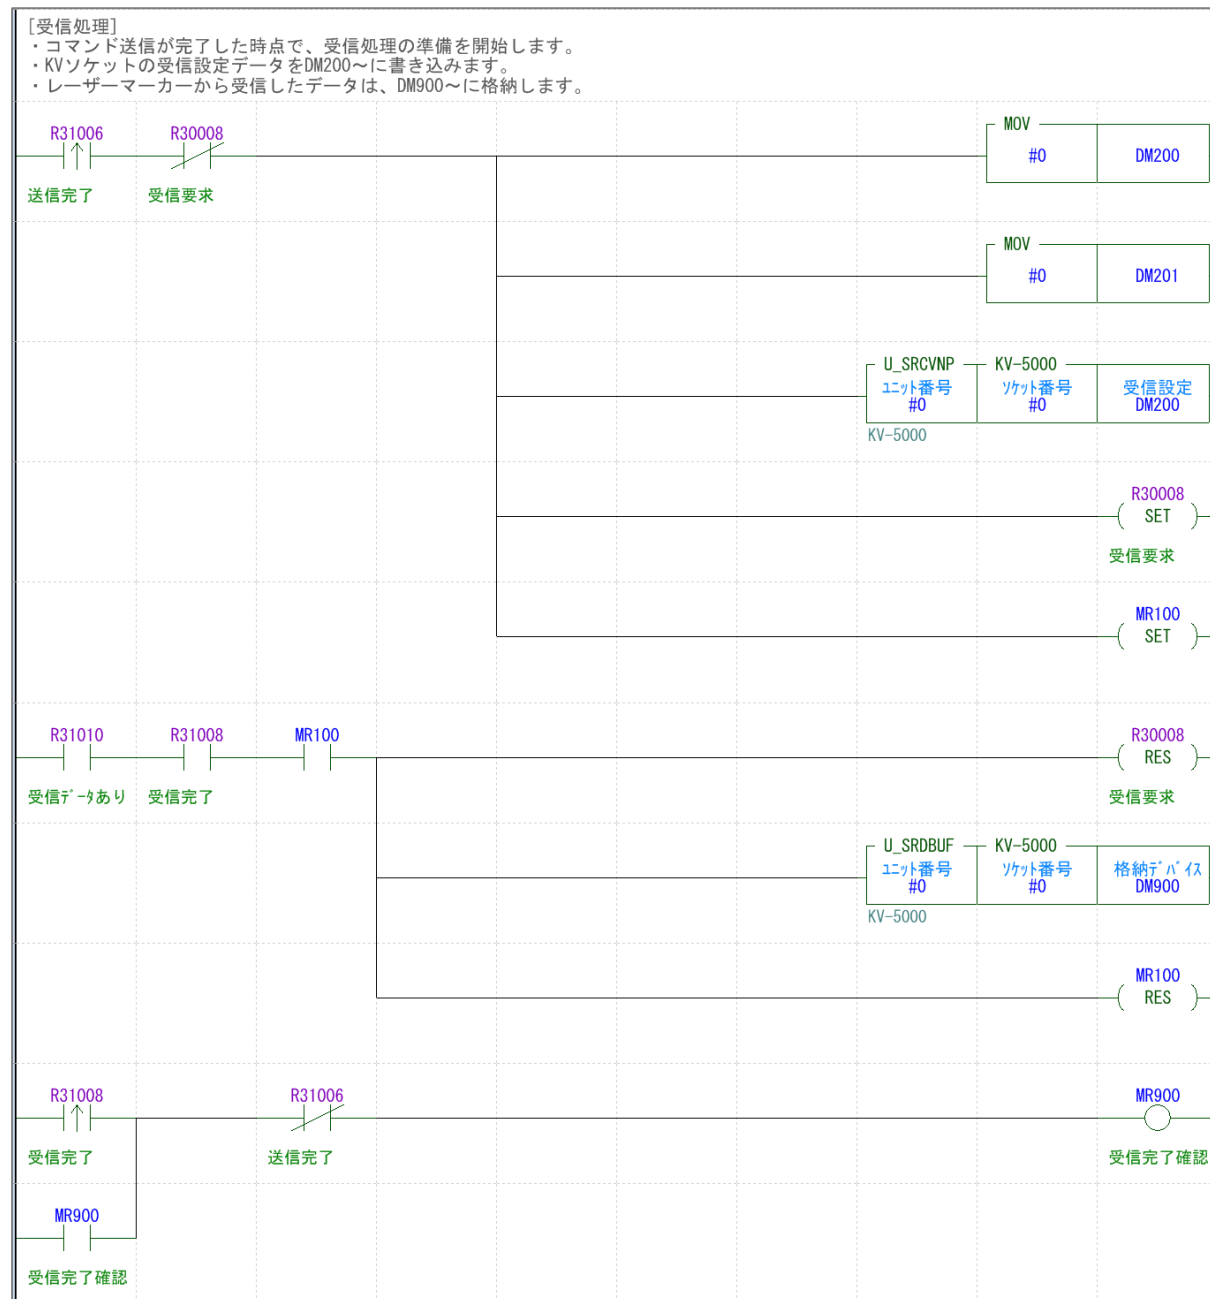 [受信処理]
・コマンド送信が完了した時点で、受信処理の準備を開始します。
・KVソケットの受信設定データをDM200～に書き込みます。
・レーザーマーカーから受信したデータは、DM900～に格納します。
R31006 R30008 MOV
#0 DM200
送信完了 受信要求
MOV
#0 DM201
U_SRCVNP KV-5000
ﾕﾆｯﾄ番号 ｿｹｯﾄ番号 受信設定
#0 #0 DM200
KV-5000
R30008
SET
受信要求
MR100
SET
R31010 R31008 MR100 R30008
RES
受信ﾃﾞｰﾀあり 受信完了 受信要求
U_SRDBUF KV-5000
ﾕﾆｯﾄ番号 ｿｹｯﾄ番号 格納ﾃﾞﾊﾞｲｽ
#0 #0 DM900
KV-5000
MR100
RES
R31008 R31006 MR900
受信完了 送信完了 受信完了確認
MR900
受信完了確認